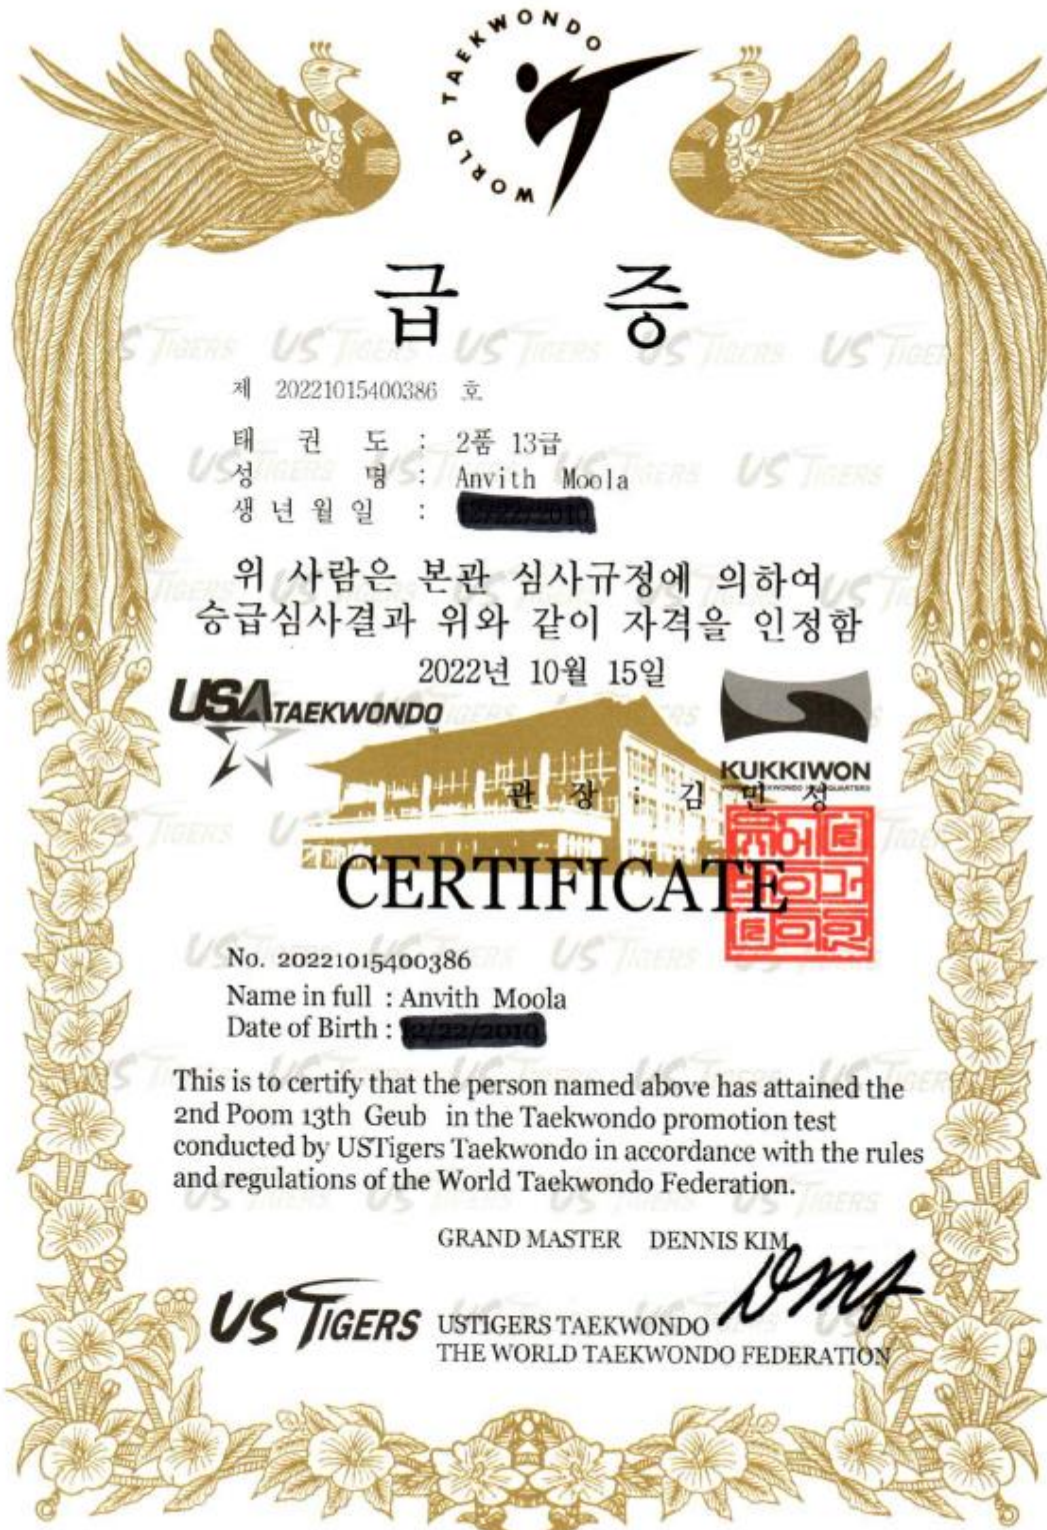 WORLD TAEKWONDO
급 증
제 20221015400386 호
태 권 도 : 2품 13급
성 명 : Anvith Moola
생 년 월 일 :
위 사람은 본관 심사규정에 의하여
승급심사결과 위와 같이 자격을 인정함
2022년 10월 15일
USA TAEKWONDO
KUKKIWON
WORLD TAEKWONDO HEADQUARTERS
관 장 : 김 민 성
CERTIFICATE
No. 20221015400386
Name in full : Anvith Moola
Date of Birth :
This is to certify that the person named above has attained the
2nd Poom 13th Geub in the Taekwondo promotion test
conducted by USTigers Taekwondo in accordance with the rules
and regulations of the World Taekwondo Federation.
GRAND MASTER DENNIS KIM
US TIGERS
USTIGERS TAEKWONDO
THE WORLD TAEKWONDO FEDERATION